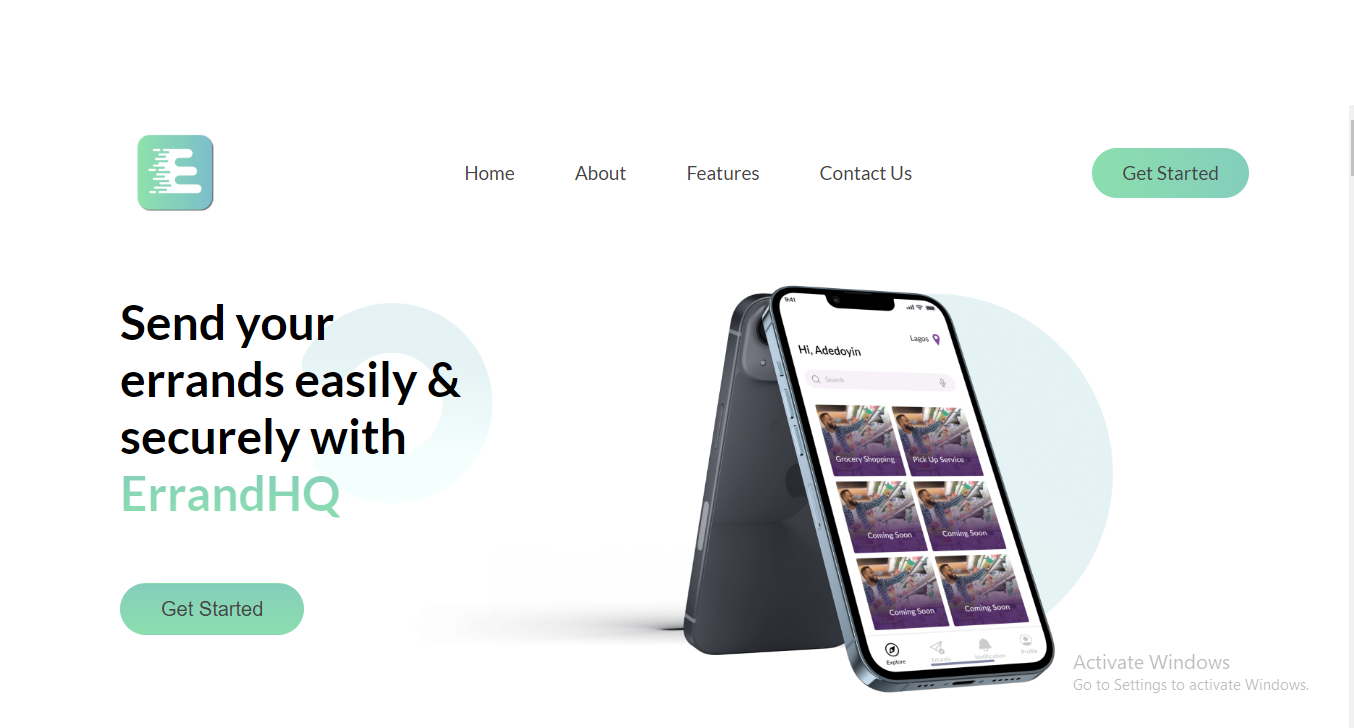 Home
About
Features
Contact Us
Get Started
Send your
errands easily &
securely with
ErrandHQ
Get Started
9:41
Lagos
Hi, Adedoyin
Search
Grocery Shopping
Pick Up Service
Coming Soon
Coming Soon
Coming Soon
Coming Soon
Explore
Errands
Notification
Profile
Activate Windows
Go to Settings to activate Windows.